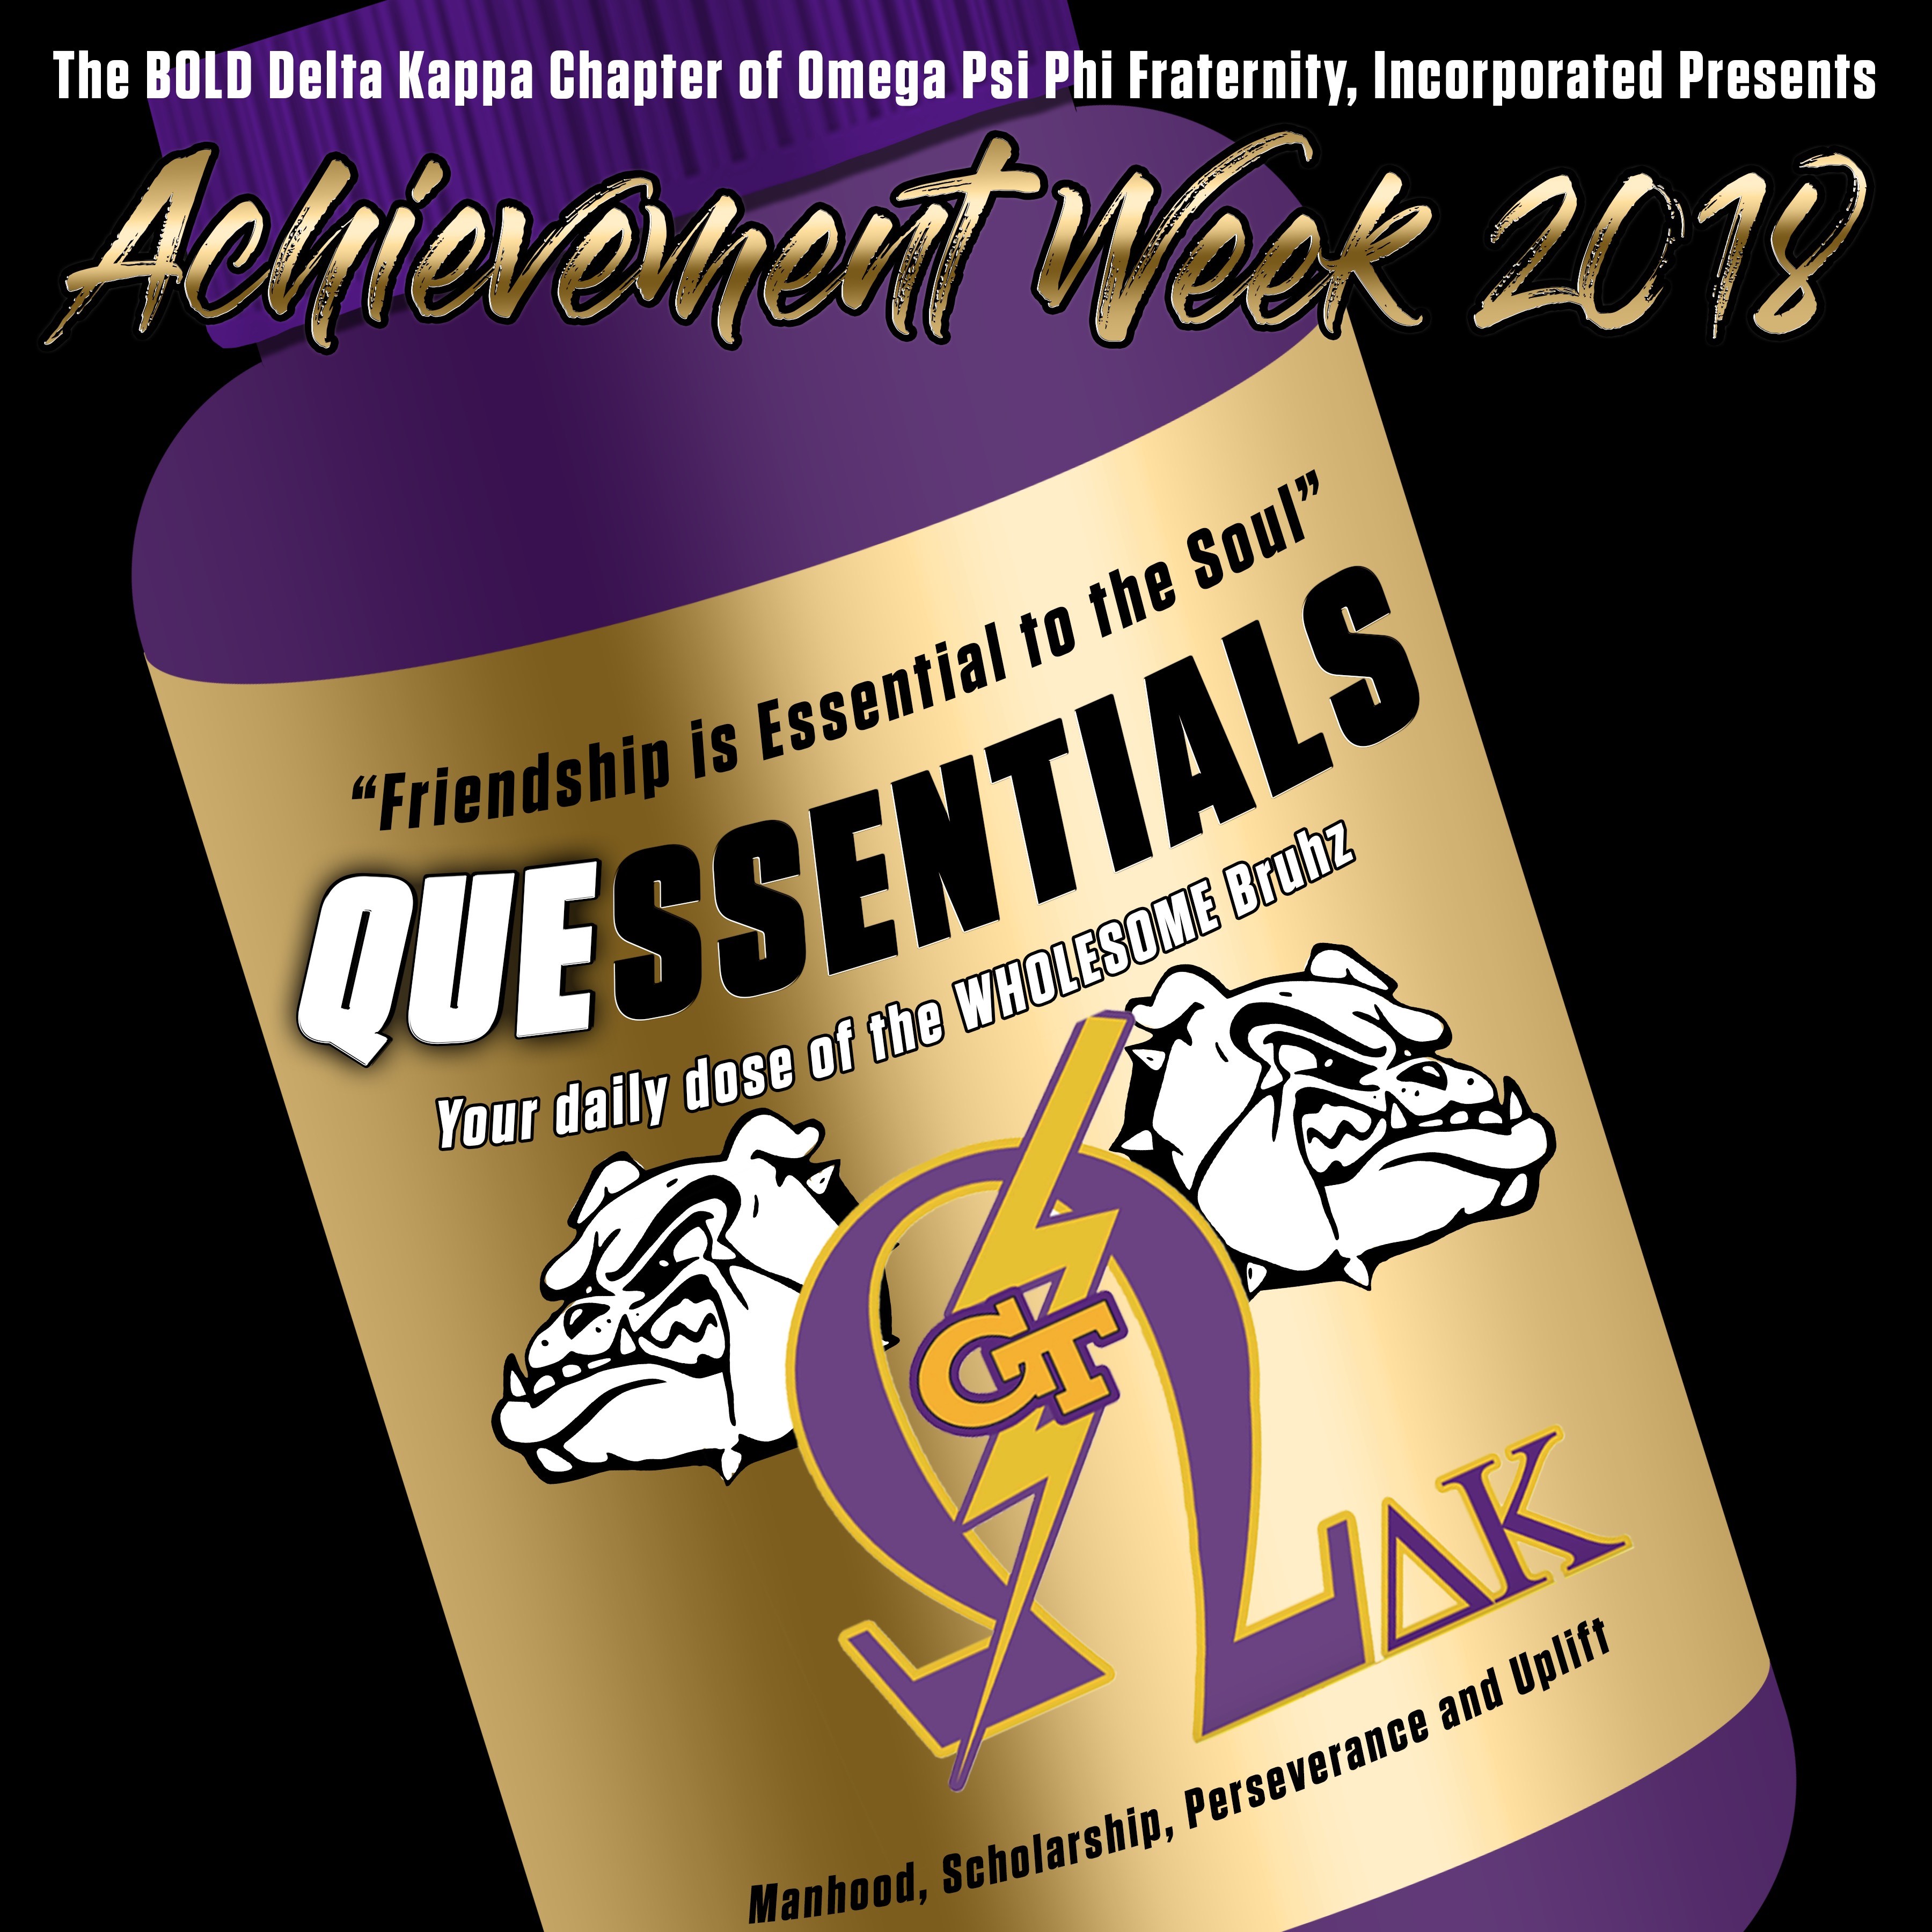 The BOLD Delta Kappa Chapter of Omega Psi Phi Fraternity, Incorporated Presents
Achievement Week 2018
“Friendship is Essential to the Soul”
QUESSENTIALS
Your daily dose of the WHOLESOME Bruhz
Ω
GT
ΔΚ
Manhood, Scholarship, Perseverance and Uplift